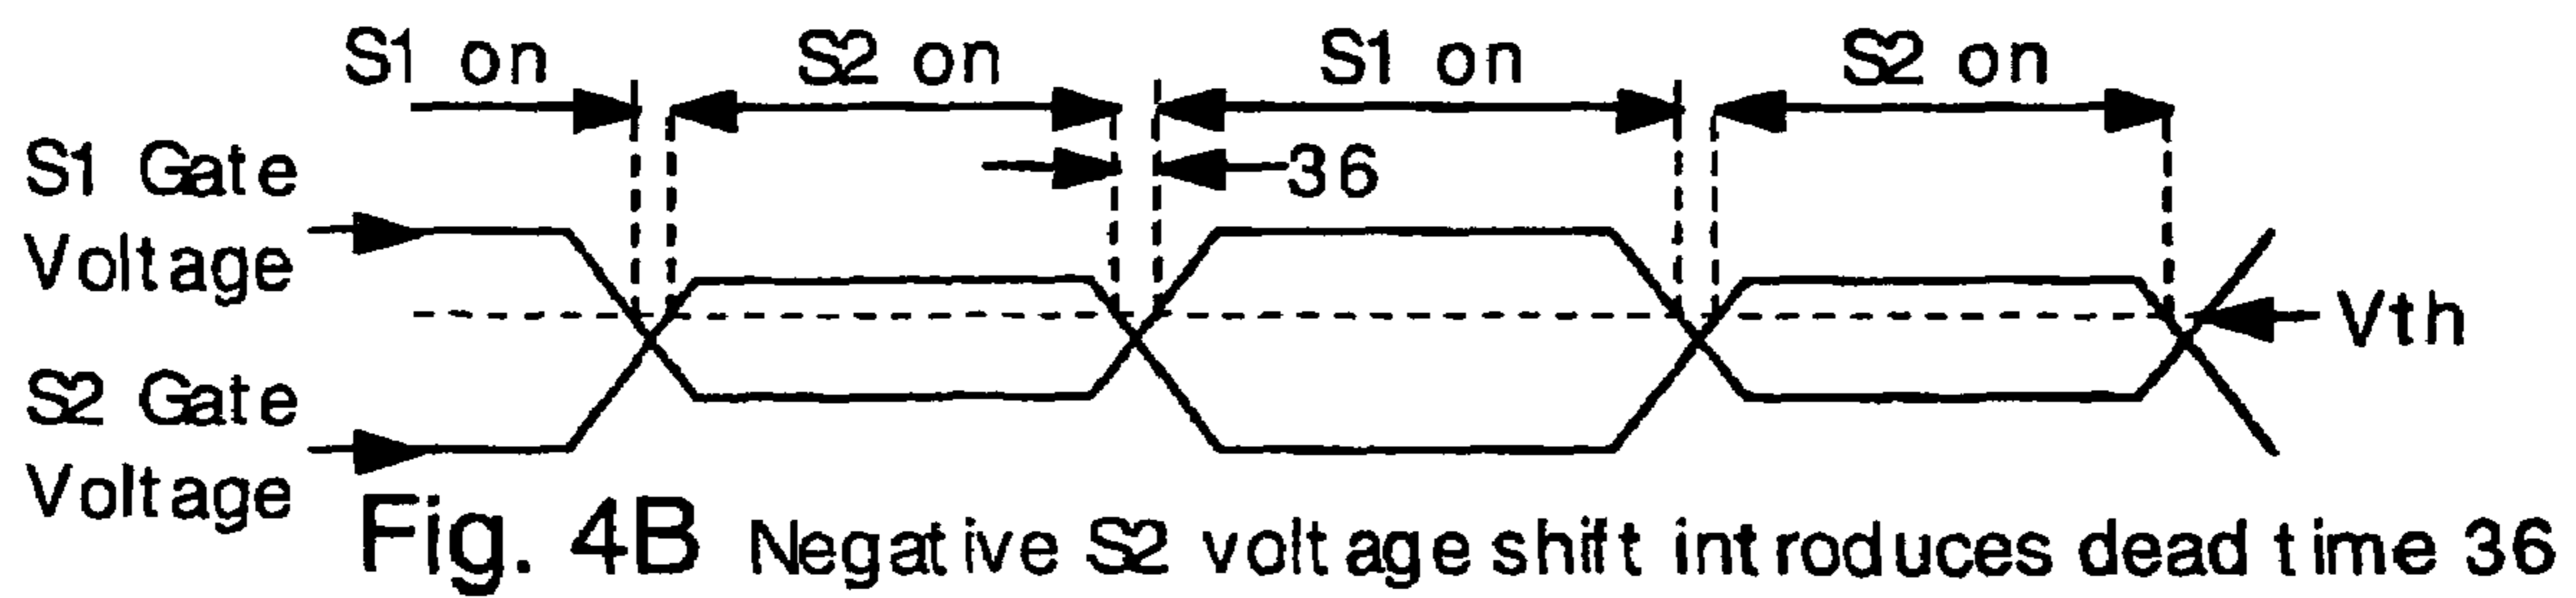 S1 on
S2 on
S1 on
S2 on
36
S1 Gate
Voltage
Vth
S2 Gate
Voltage
Fig. 4B Negative S2 voltage shift introduces dead time 36